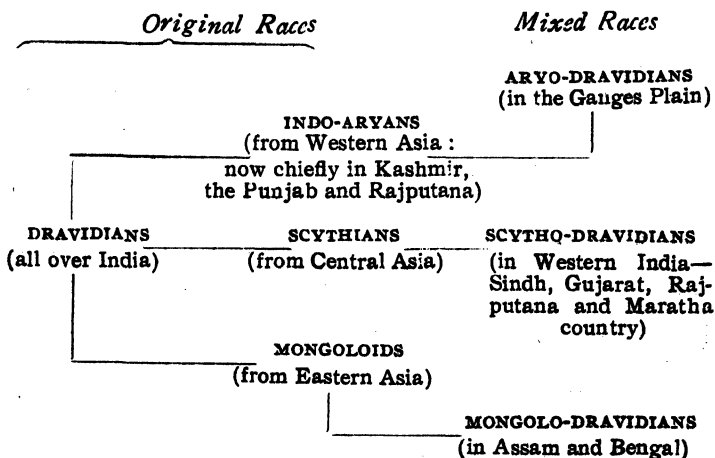 Original Races
Mixed Races
ARYO-DRAVIDIANS
(in the Ganges Plain)
INDO-ARYANS
(from Western Asia :
now chiefly in Kashmir,
the Punjab and Rajputana)
DRAVIDIANS
(all over India)
SCYTHIANS
(from Central Asia)
SCYTHO-DRAVIDIANS
(in Western India—
Sindh, Gujarat, Raj-
putana and Maratha
country)
MONGOLOIDS
(from Eastern Asia)
MONGOLO-DRAVIDIANS
(in Assam and Bengal)